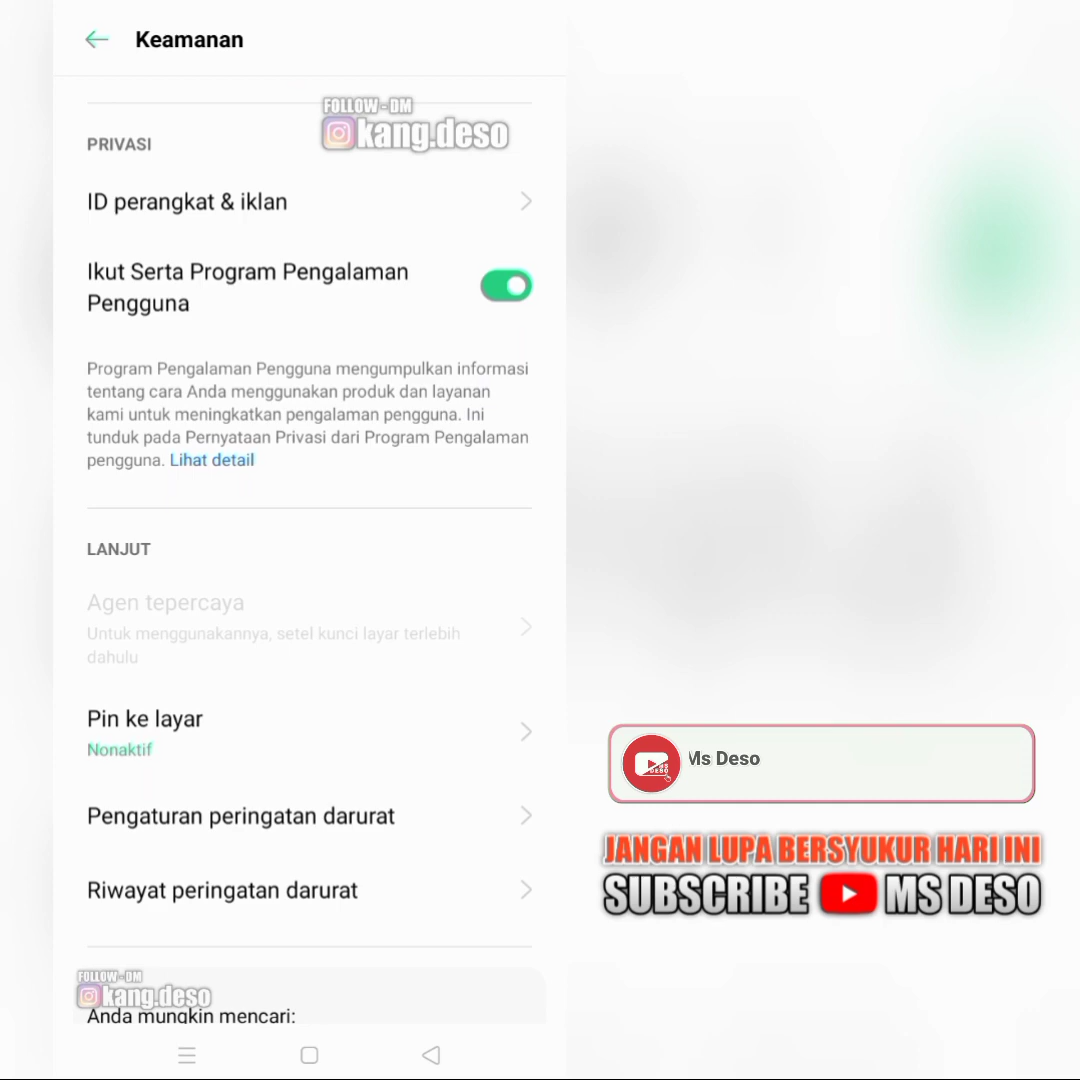 Keamanan
FOLLOW - DM
kang.deso
PRIVASI
ID perangkat & iklan
Ikut Serta Program Pengalaman
Pengguna
Program Pengalaman Pengguna mengumpulkan informasi
tentang cara Anda menggunakan produk dan layanan
kami untuk meningkatkan pengalaman pengguna. Ini
tunduk pada Pernyataan Privasi dari Program Pengalaman
pengguna. Lihat detail
LANJUT
Agen tepercaya
Untuk menggunakannya, setel kunci layar terlebih
dahulu
Pin ke layar
Nonaktif
Pengaturan peringatan darurat
Riwayat peringatan darurat
FOLLOW - DM
kang.deso
Anda mungkin mencari:
Ms Deso
MS DESO
JANGAN LUPA BERSYUKUR HARI INI
SUBSCRIBE MS DESO